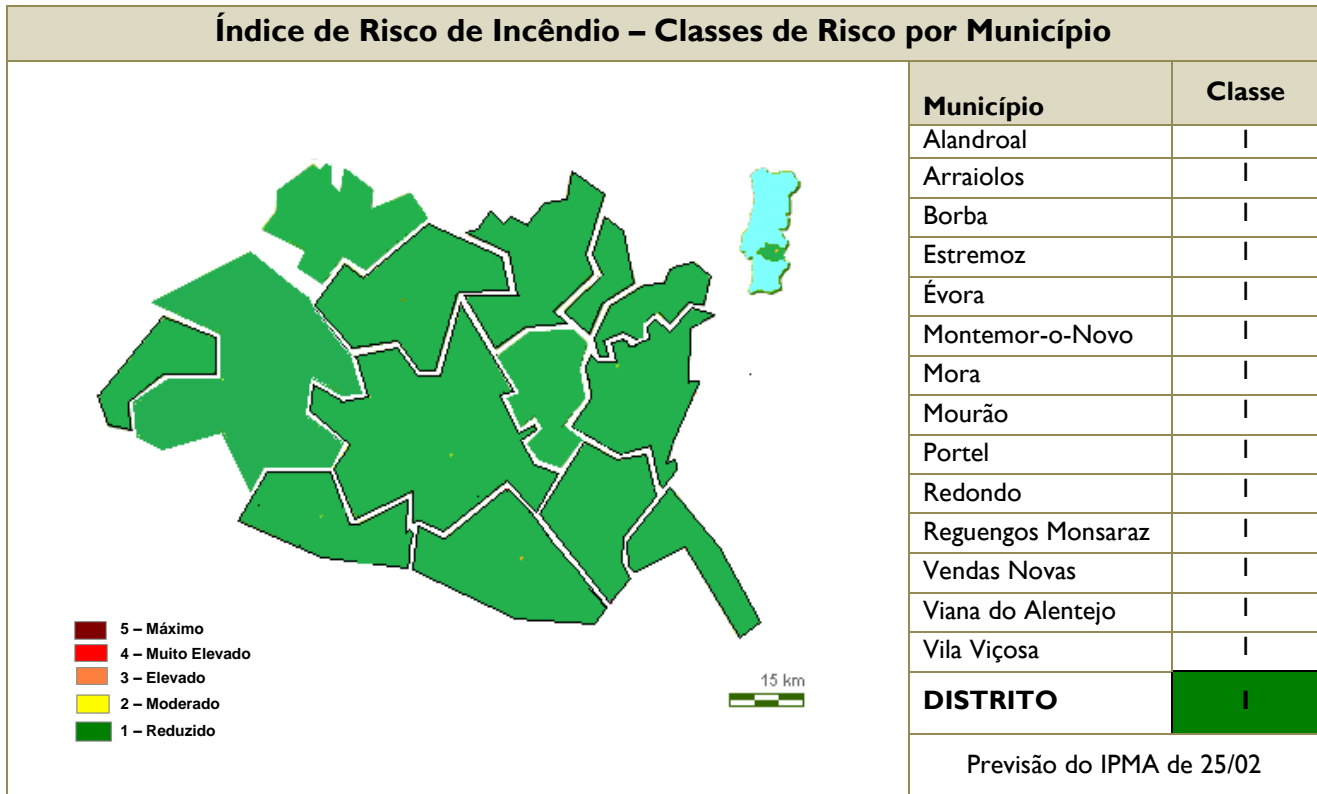 Índice de Risco de Incêndio – Classes de Risco por Município
Município Classe
Alandroal 1
Arraiolos 1
Borba 1
Estremoz 1
Évora 1
Montemor-o-Novo 1
Mora 1
Mourão 1
Portel 1
Redondo 1
Reguengos Monsaraz 1
Vendas Novas 1
Viana do Alentejo 1
Vila Viçosa 1
DISTRITO 1
Previsão do IPMA de 25/02
5 – Máximo
4 – Muito Elevado
3 – Elevado
2 – Moderado
1 – Reduzido
15 km